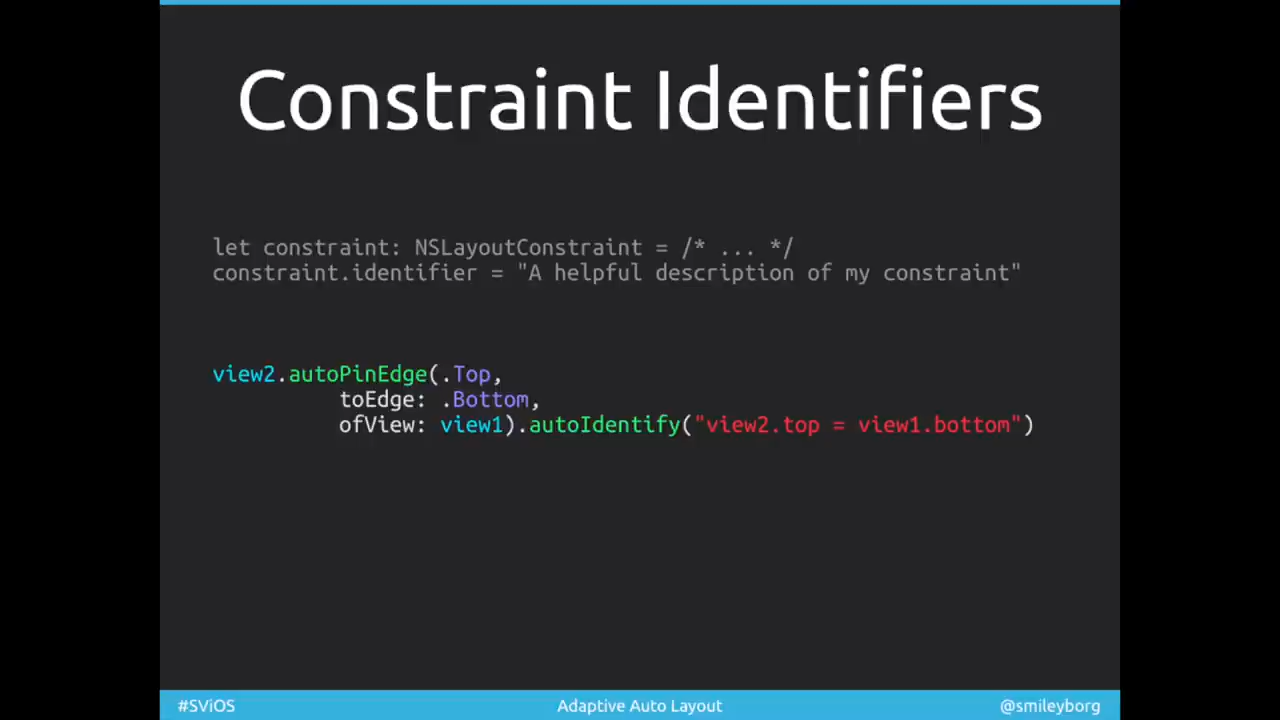 Constraint Identifiers
let constraint: NSLayoutConstraint = /* ... */
constraint.identifier = "A helpful description of my constraint"
view2.autoPinEdge(.Top,
toEdge: .Bottom,
ofView: view1).autoIdentify("view2.top = view1.bottom")
#SViOS
Adaptive Auto Layout
@smileyborg